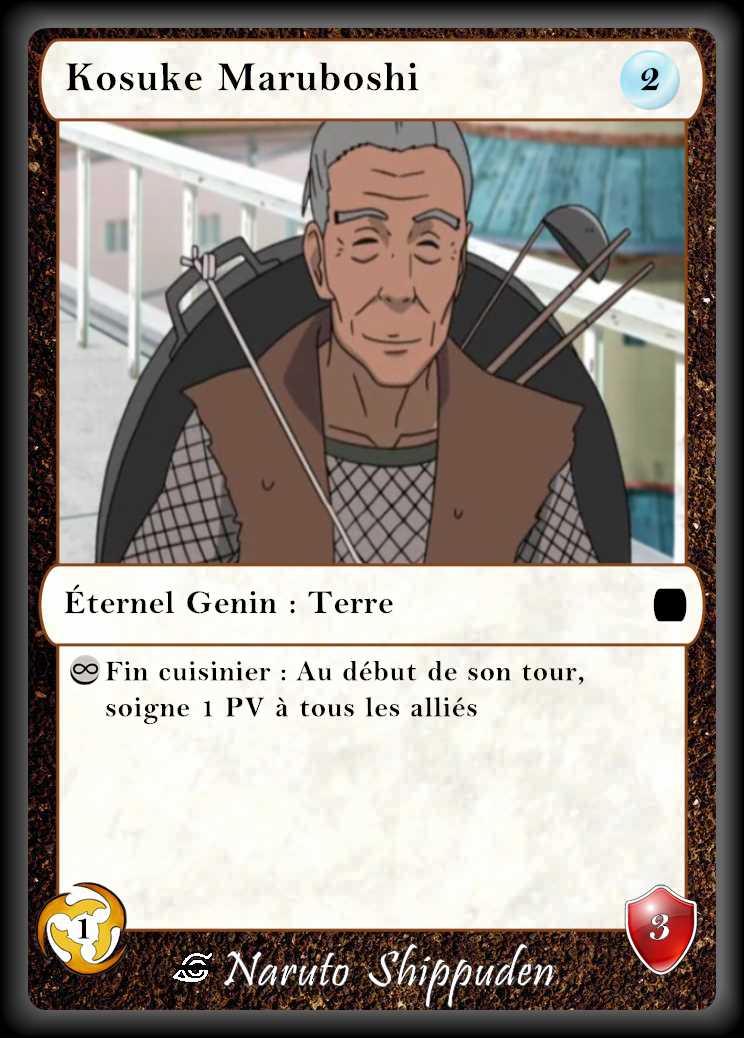 Kosuke Maruboshi
2
Éternel Genin : Terre
∞ Fin cuisinier : Au début de son tour,
soigne 1 PV à tous les alliés
1
3
Naruto Shippuden